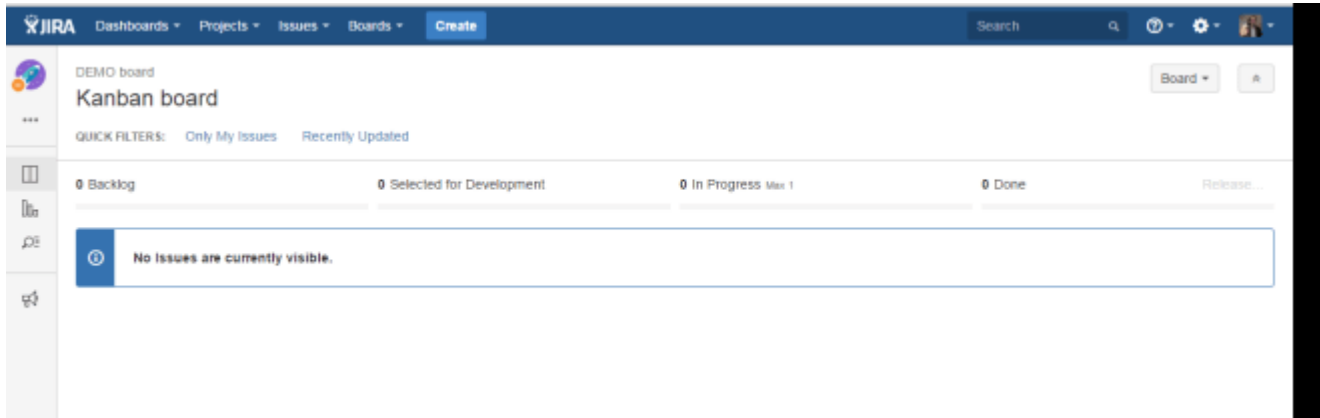 JIRA Dashboards Projects Issues Boards Create Search
DEMO board
Board
Kanban board
QUICK FILTERS: Only My Issues Recently Updated
0 Backlog 0 Selected for Development 0 In Progress Max 1 0 Done Release...
No issues are currently visible.